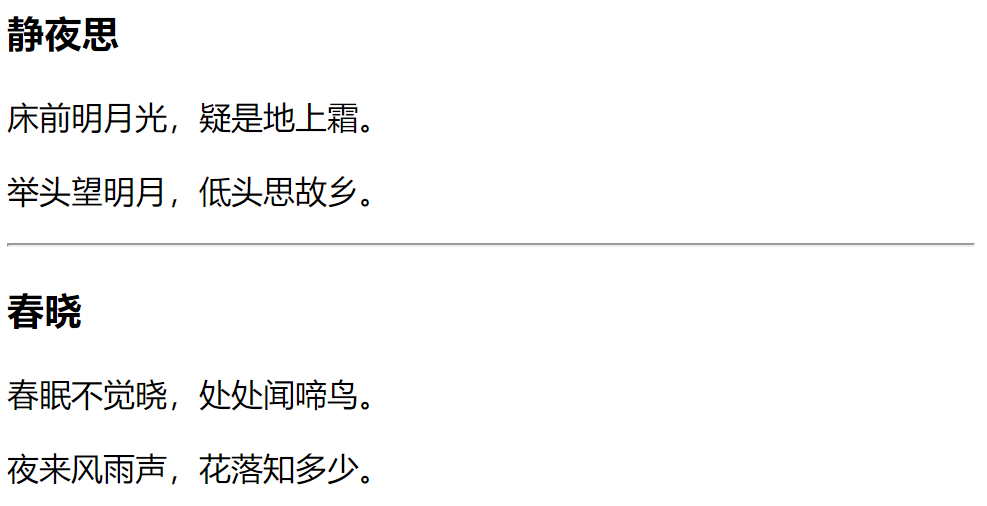 静夜思
床前明月光，疑是地上霜。
举头望明月，低头思故乡。
春晓
春眠不觉晓，处处闻啼鸟。
夜来风雨声，花落知多少。